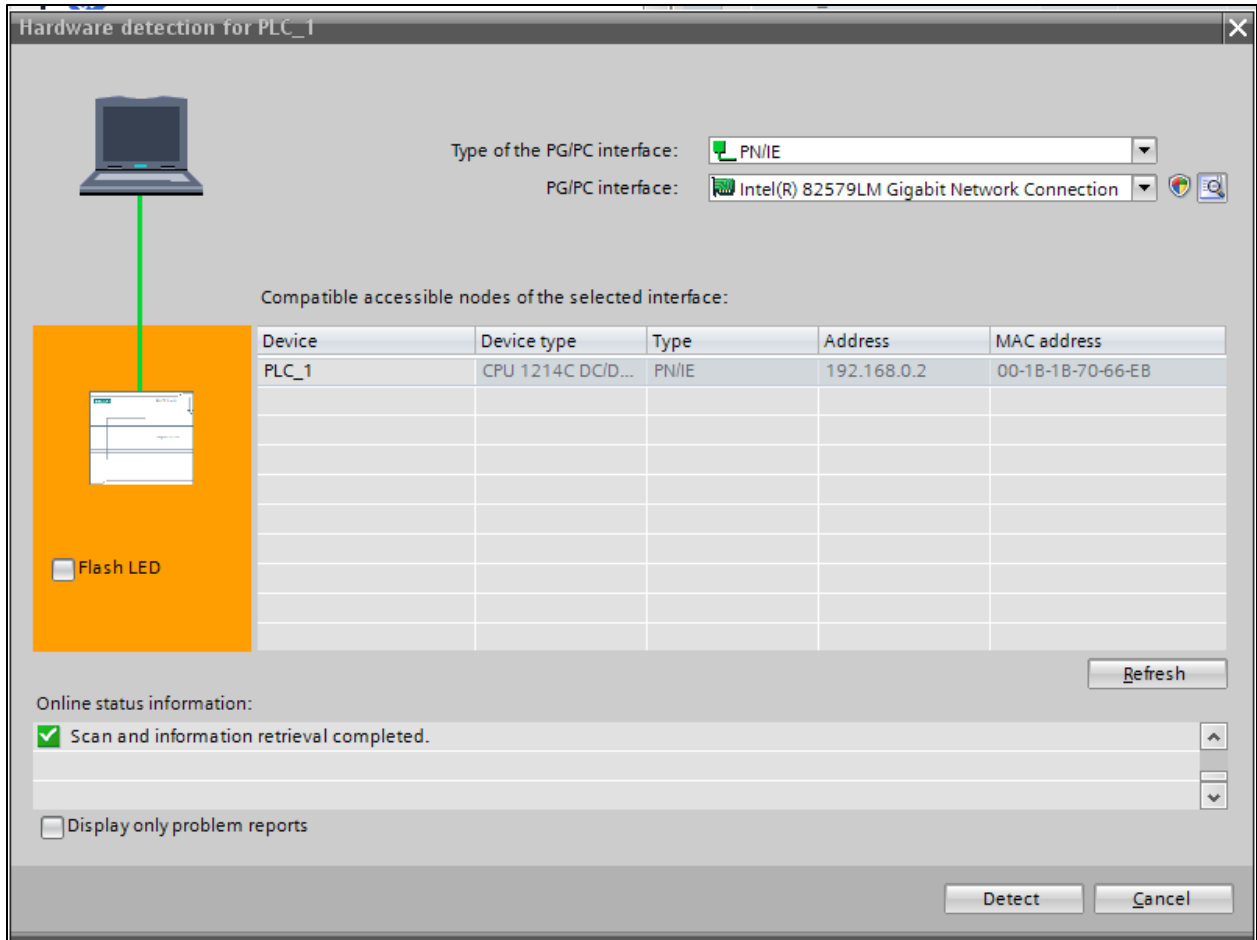 Hardware detection for PLC_1
Type of the PG/PC interface: PN/IE
PG/PC interface: Intel(R) 82579LM Gigabit Network Connection
Compatible accessible nodes of the selected interface:
Device Device type Type Address MAC address
PLC_1 CPU 1214C DC/D... PN/IE 192.168.0.2 00-1B-1B-70-66-EB
Flash LED
Refresh
Online status information:
Scan and information retrieval completed.
Display only problem reports
Detect Cancel